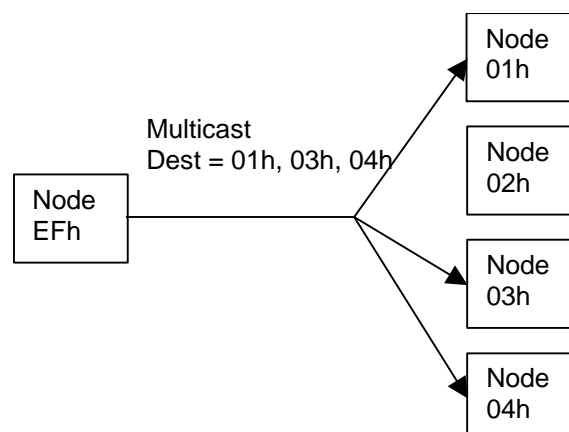 Node
01h
Multicast
Dest = 01h, 03h, 04h
Node
02h
Node
EFh
Node
03h
Node
04h